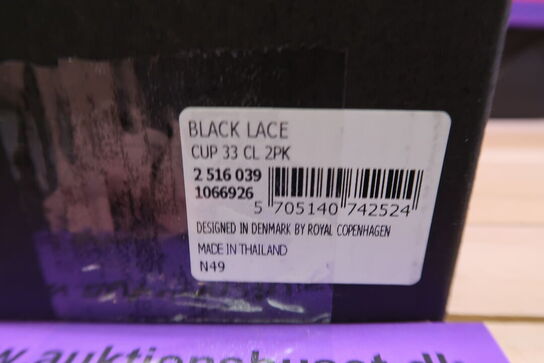 BLACK LACE
CUP 33 CL 2PK
2 516 039
1066926
5 705140 742524
DESIGNED IN DENMARK BY ROYAL COPENHAGEN
MADE IN THAILAND
N49